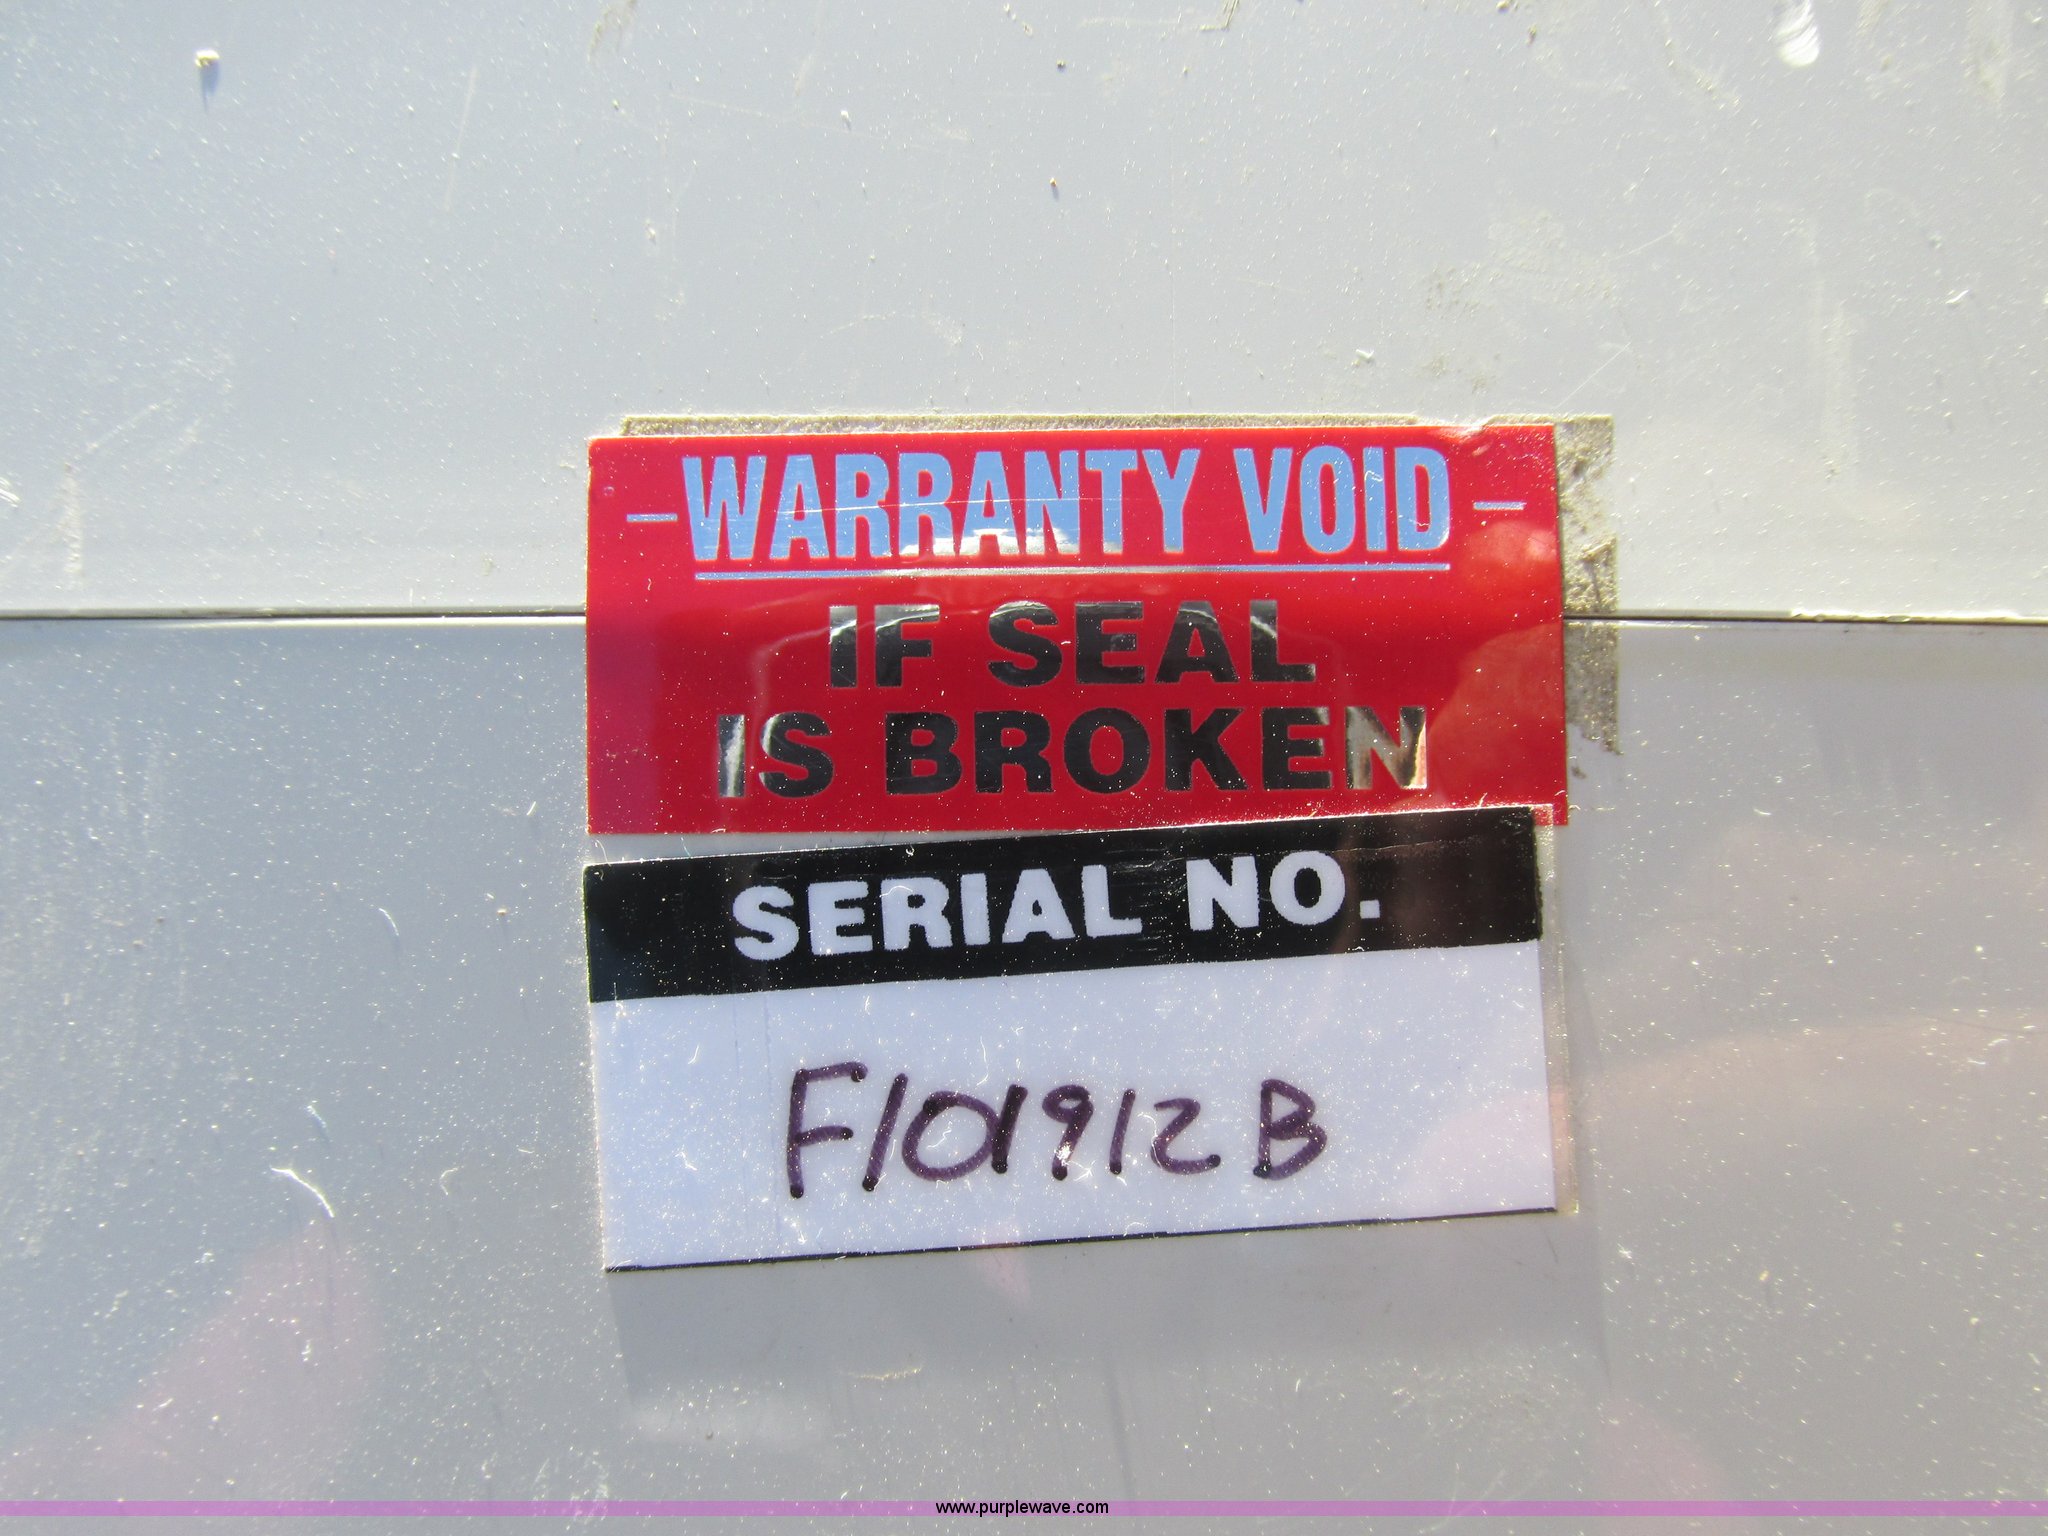 -WARRANTY VOID-
IF SEAL
IS BROKEN
SERIAL NO.
F101912B
www.purplewave.com